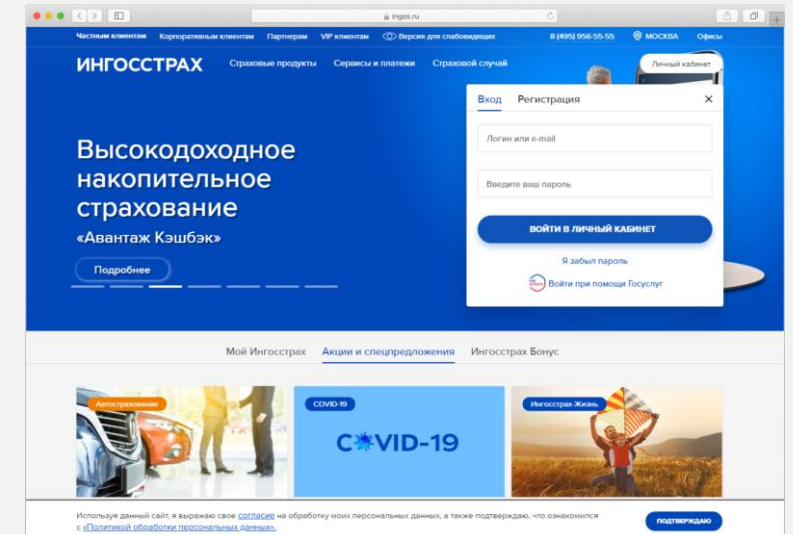 ingos.ru
Частным клиентам Корпоративным клиентам Партнерам VIP клиентам Версия для слабовидящих 8 (495) 956-55-55 МОСКВА Офисы
ИНГОССТРАХ Страховые продукты Сервисы и платежи Страховой случай Личный кабинет
Вход Регистрация
Логин или e-mail
Введите ваш пароль
ВОЙТИ В ЛИЧНЫЙ КАБИНЕТ
Я забыл пароль
Войти при помощи Госуслуг
Высокодоходное
накопительное
страхование
«Авантаж Кэшбэк»
Подробнее
Мой Ингосстрах Акции и спецпредложения Ингосстрах Бонус
Автострахование
COVID-19
COVID-19
Ингосстрах-Жизнь
Используя данный сайт, я выражаю свое согласие на обработку моих персональных данных, а также подтверждаю, что ознакомился
с «Политикой обработки персональных данных».
ПОДТВЕРЖДАЮ